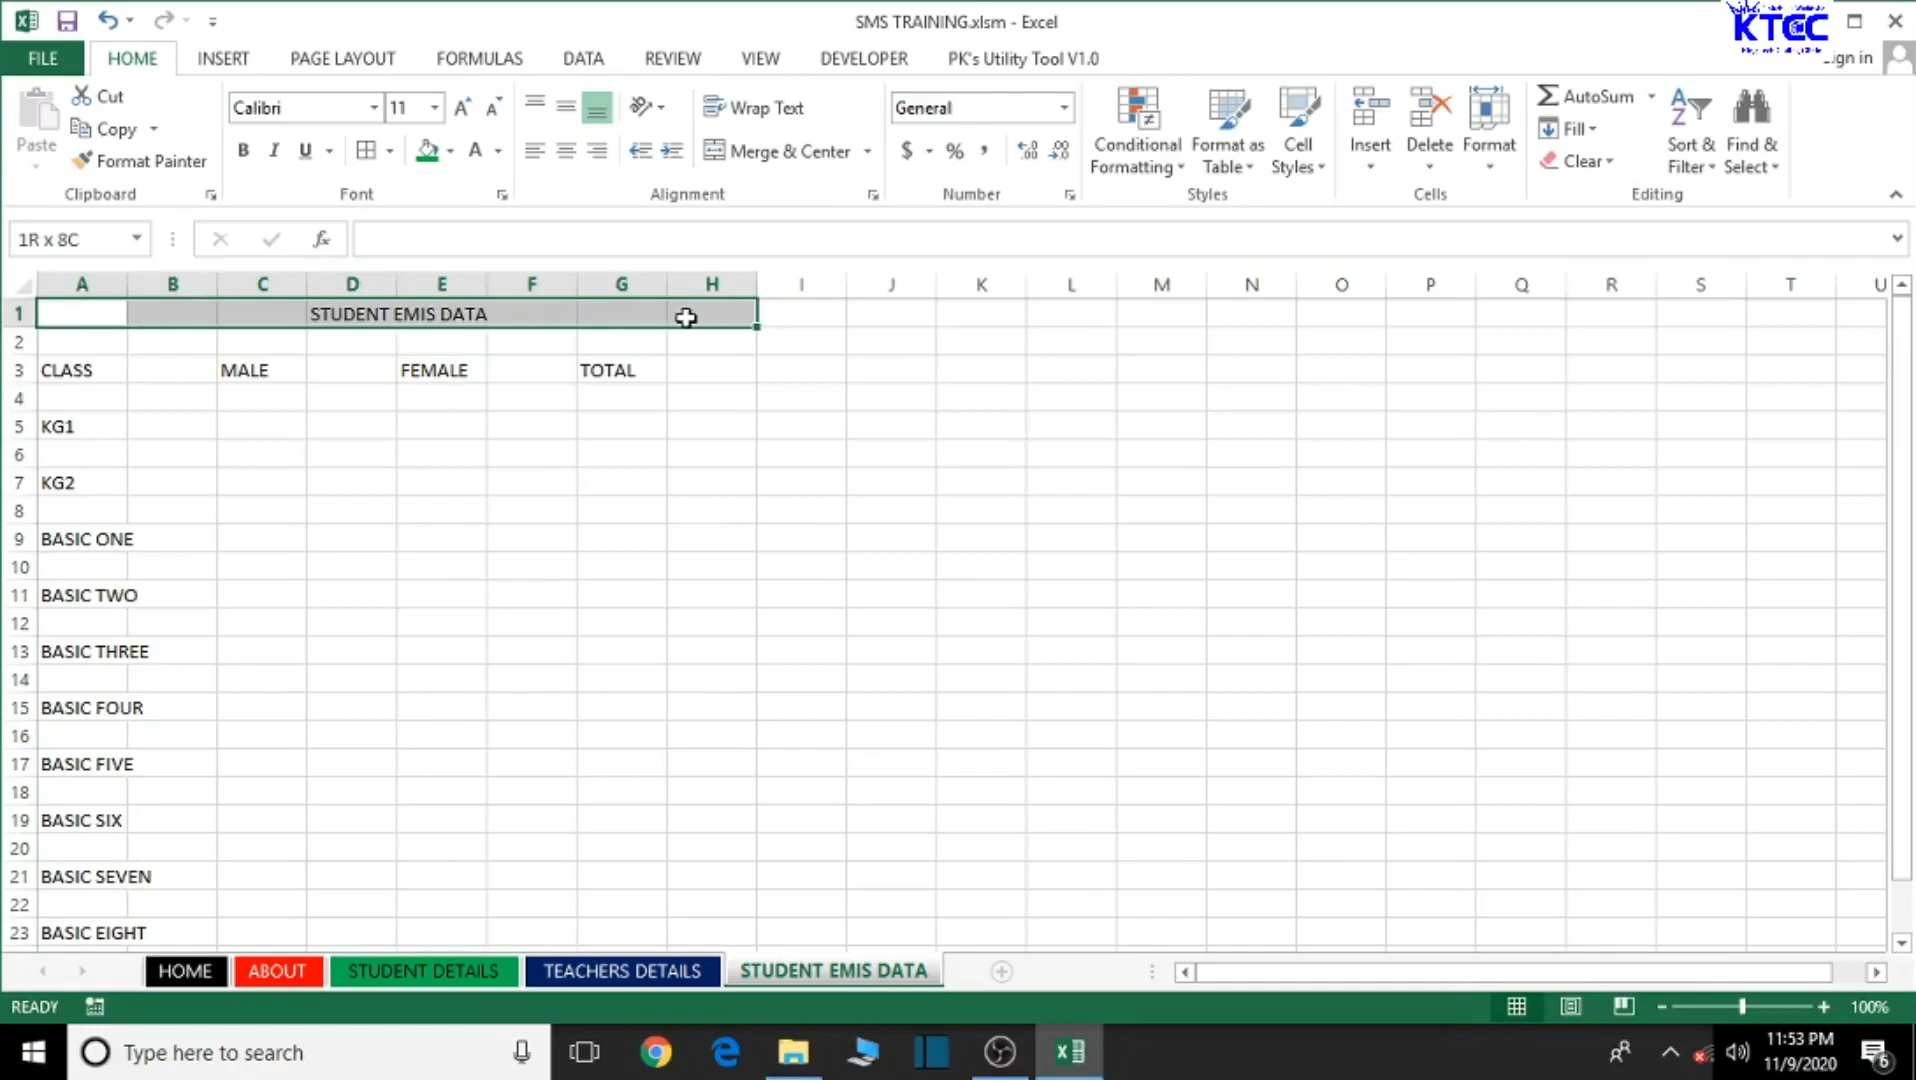 SMS TRAINING.xlsm - Excel
KTCC
FILE HOME INSERT PAGE LAYOUT FORMULAS DATA REVIEW VIEW DEVELOPER PK's Utility Tool V1.0
Cut Calibri 11 Wrap Text General AutoSum
Paste Copy Format Painter Merge & Center Conditional Formatting Format as Table Cell Styles Insert Delete Format Fill Clear Sort & Filter Find & Select
Clipboard Font Alignment Number Styles Cells Editing
1R x 8C fx
A B C D E F G H I J K L M N O P Q R S T U
1 STUDENT EMIS DATA
2
3 CLASS MALE FEMALE TOTAL
4
5 KG1
6
7 KG2
8
9 BASIC ONE
10
11 BASIC TWO
12
13 BASIC THREE
14
15 BASIC FOUR
16
17 BASIC FIVE
18
19 BASIC SIX
20
21 BASIC SEVEN
22
23 BASIC EIGHT
HOME ABOUT STUDENT DETAILS TEACHERS DETAILS STUDENT EMIS DATA
READY 100%
Type here to search 11:53 PM
11/9/2020 6